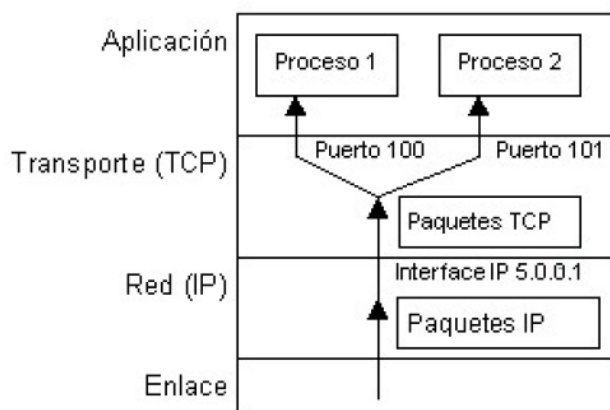 Aplicación
Proceso 1
Proceso 2
Puerto 100
Puerto 101
Transporte (TCP)
Paquetes TCP
Interface IP 5.0.0.1
Red (IP)
Paquetes IP
Enlace